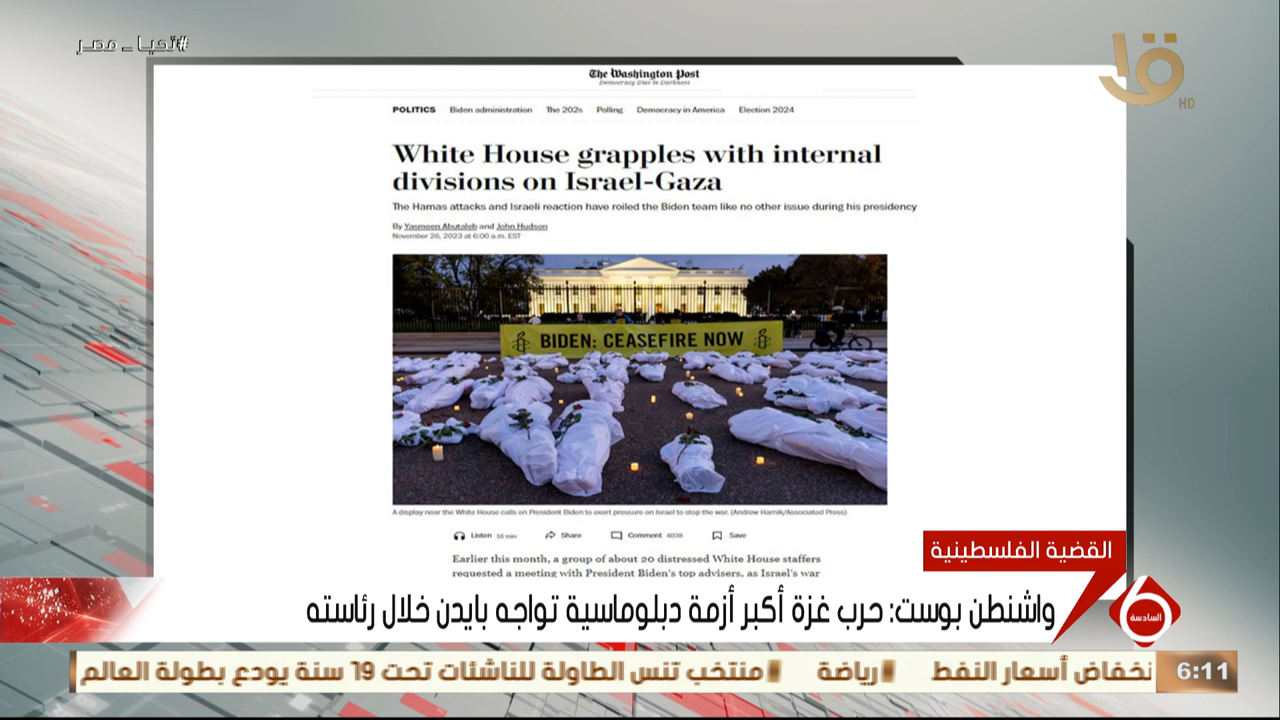 #تحيا_مصر
ten
HD
The Washington Post
Democracy Dies in Darkness
POLITICS Biden administration The 202s Polling Democracy in America Election 2024
White House grapples with internal
divisions on Israel-Gaza
The Hamas attacks and Israeli reaction have roiled the Biden team like no other issue during his presidency
By Yasmeen Abutaleb and John Hudson
November 26, 2023 at 6:00 a.m. EST
BIDEN: CEASEFIRE NOW
A display near the White House calls on President Biden to exert pressure on Israel to stop the war. (Andrew Harnik/Associated Press)
Listen 16 min Share Comment 4038 Save
Earlier this month, a group of about 20 distressed White House staffers
requested a meeting with President Biden's top advisers, as Israel's war
القضية الفلسطينية
واشنطن بوست: حرب غزة أكبر أزمة دبلوماسية تواجه بايدن خلال رئاسته
السادسة
6:11
نخفاض أسعار النفط رياضة منتخب تنس الطاولة للناشئات تحت 19 سنة يودع بطولة العالم